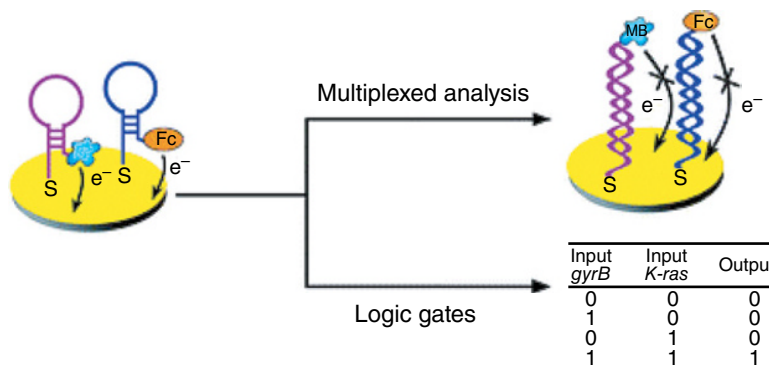 MB
Fc
Multiplexed analysis
e–
e–
Fc
S
e–
S
e–
S
S
Input Input Output
gyrB K-ras
0 0 0
1 0 0
0 1 0
1 1 1
Logic gates